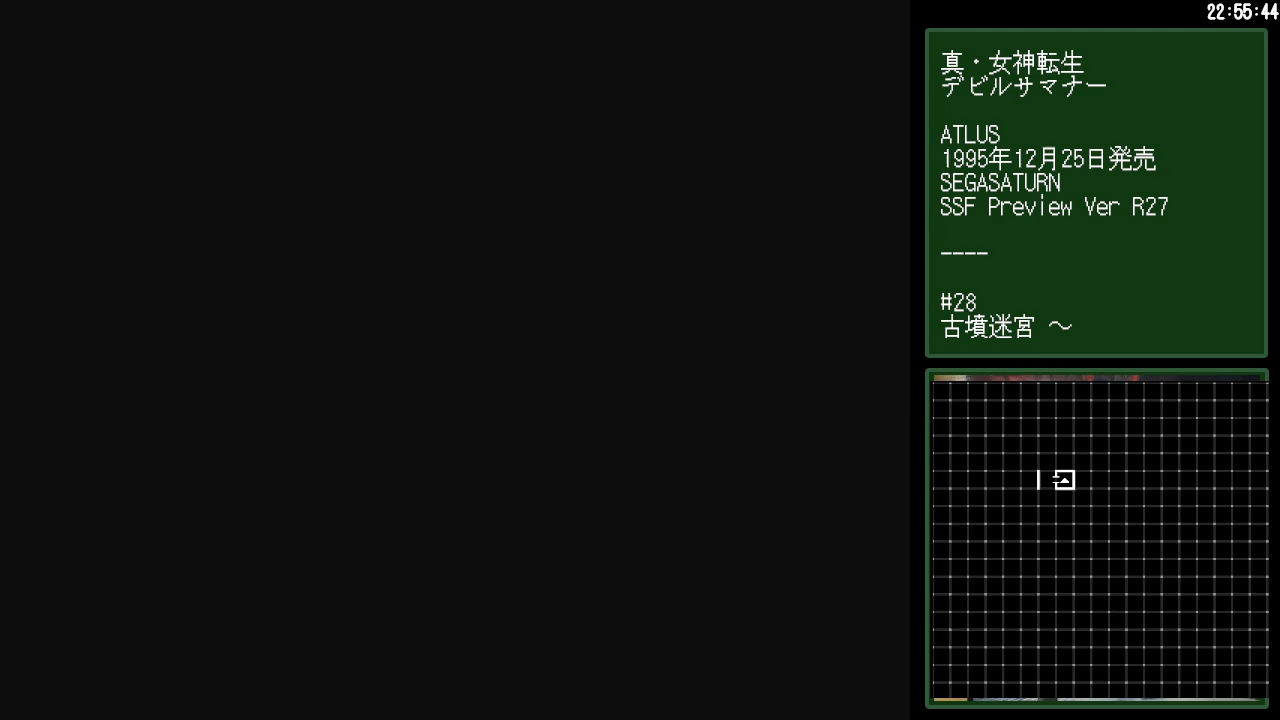 22:55:44
真・女神転生
デビルサマナー
ATLUS
1995年12月25日発売
SEGASATURN
SSF Preview Ver R27
----
#28
古墳迷宮 ～